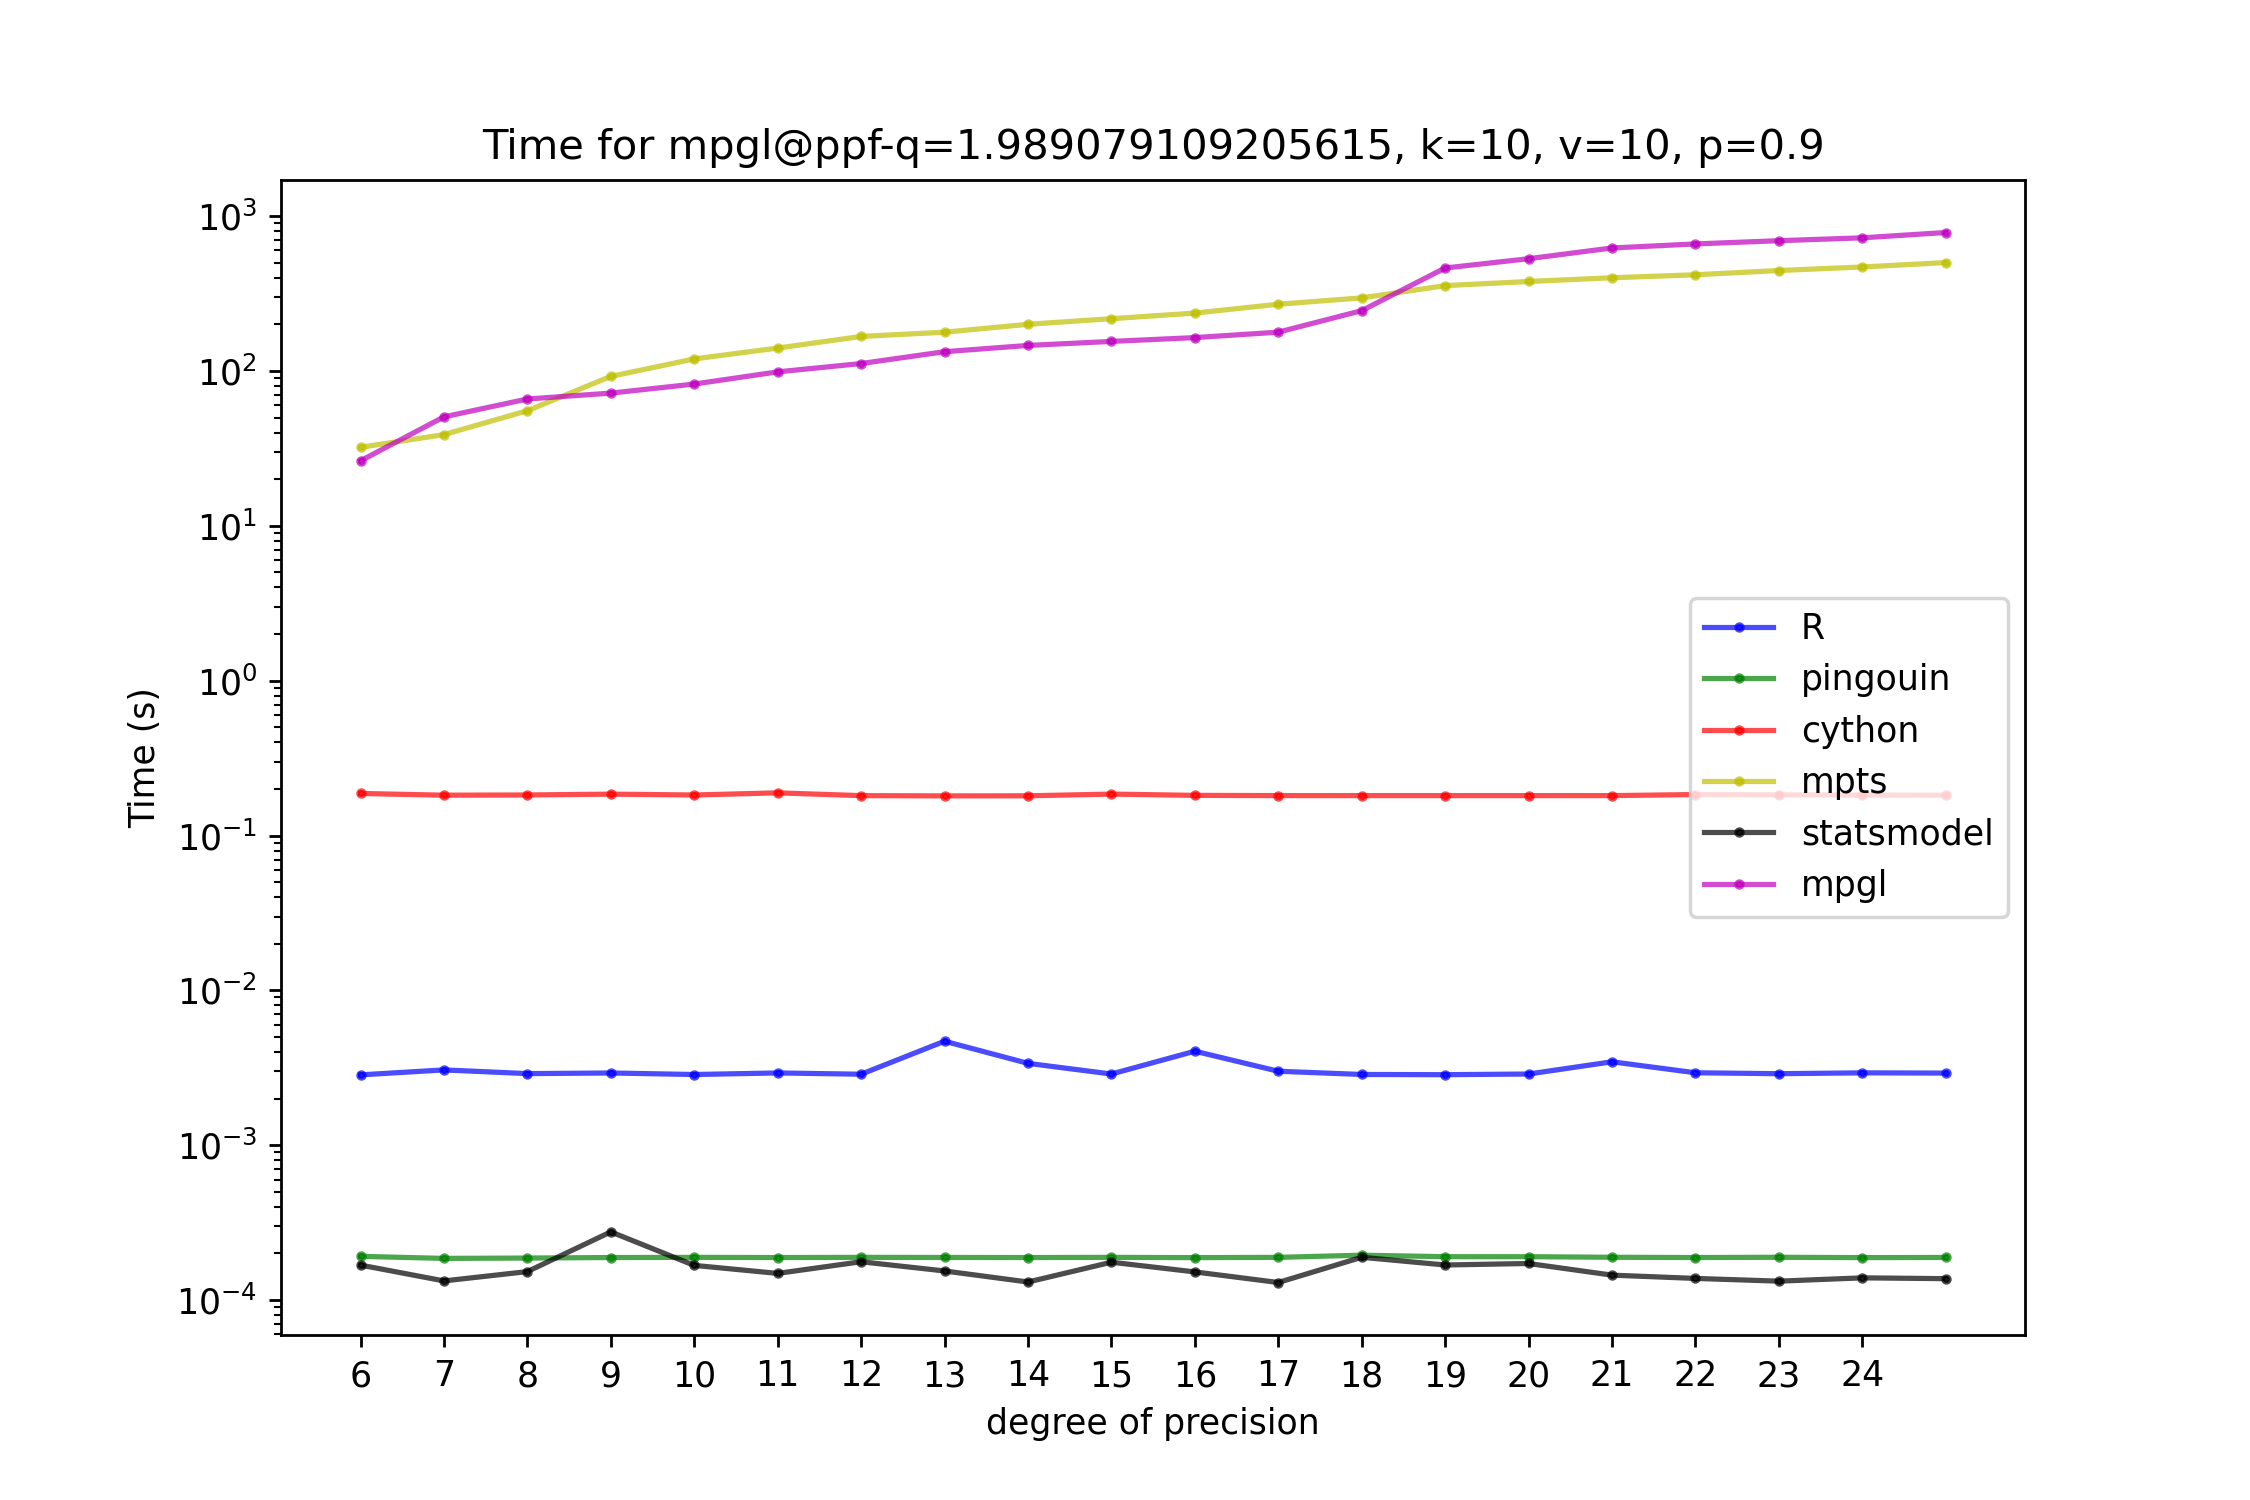 Time for mpgl@ppf-q=1.989079109205615, k=10, v=10, p=0.9
10³
10²
10¹
10⁰
10⁻¹
10⁻²
10⁻³
10⁻⁴
Time (s)
R
pingouin
cython
mpts
statsmodel
mpgl
6 7 8 9 10 11 12 13 14 15 16 17 18 19 20 21 22 23 24
degree of precision